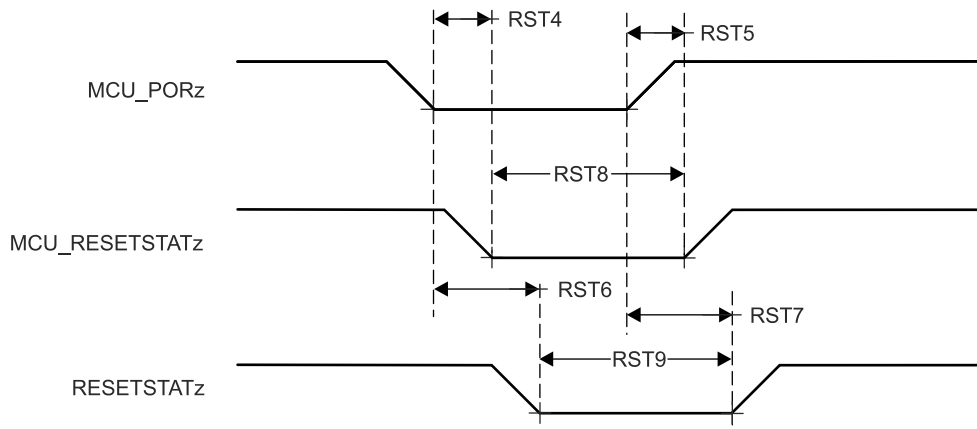 RST4
RST5
MCU_PORz
RST8
MCU_RESETSTATz
RST6
RST7
RST9
RESETSTATz